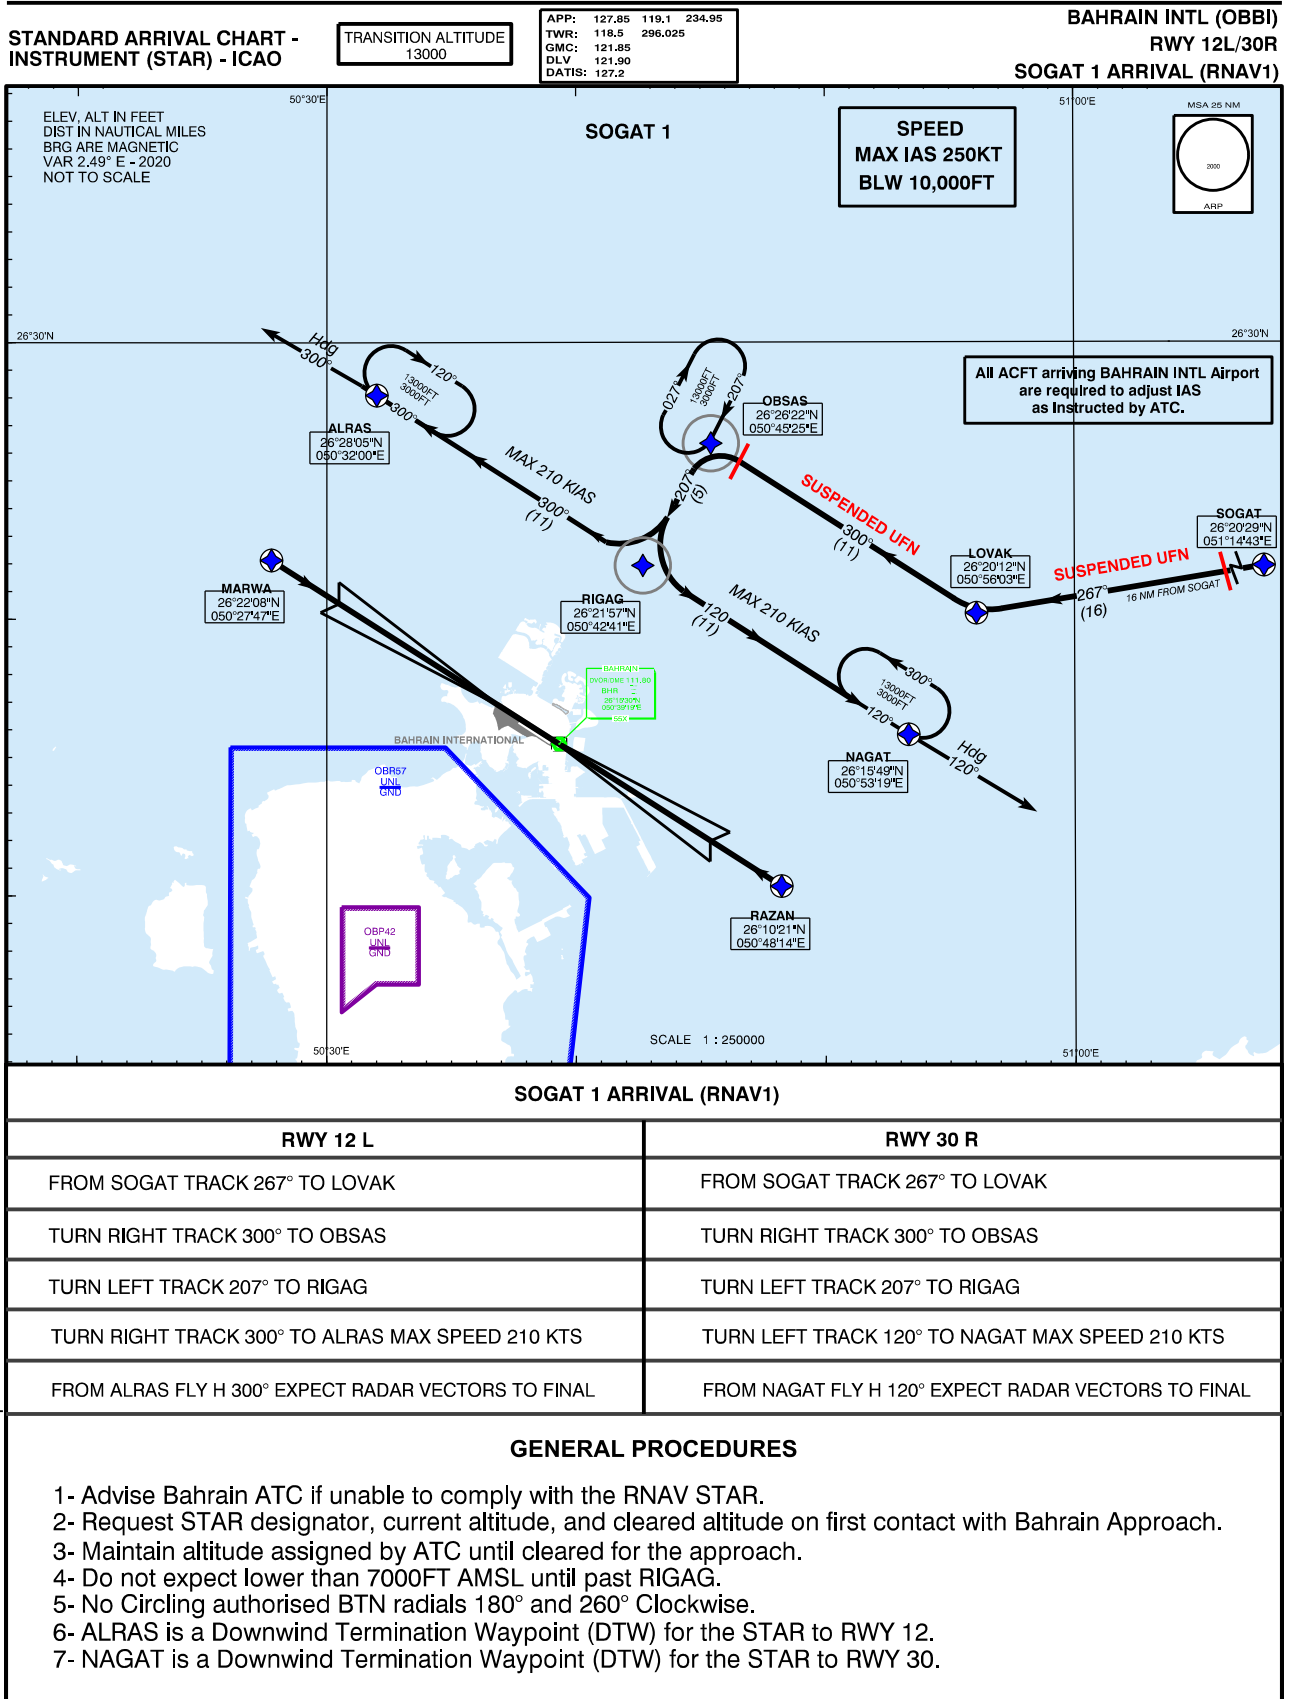 STANDARD ARRIVAL CHART -
INSTRUMENT (STAR) - ICAO
TRANSITION ALTITUDE
13000
APP: 127.85 119.1 234.95
TWR: 118.5 296.025
GMC: 121.85
DLV 121.90
DATIS: 127.2
BAHRAIN INTL (OBBI)
RWY 12L/30R
SOGAT 1 ARRIVAL (RNAV1)
50°30'E
51°00'E
ELEV, ALT IN FEET
DIST IN NAUTICAL MILES
BRG ARE MAGNETIC
VAR 2.49° E - 2020
NOT TO SCALE
SOGAT 1
SPEED
MAX IAS 250KT
BLW 10,000FT
MSA 25 NM
2000
ARP
26°30'N
26°30'N
All ACFT arriving BAHRAIN INTL Airport
are required to adjust IAS
as instructed by ATC.
Hdg
300°
120°
13000FT
3000FT
300°
ALRAS
26°28'05"N
050°32'00"E
MAX 210 KIAS
300°
(11)
027°
13000FT
3000FT
207°
OBSAS
26°26'22"N
050°45'25"E
207°
(5)
SUSPENDED UFN
300°
(11)
LOVAK
26°20'12"N
050°56'03"E
SUSPENDED UFN
267°
(16)
16 NM FROM SOGAT
SOGAT
26°20'29"N
051°14'43"E
MARWA
26°22'08"N
050°27'47"E
RIGAG
26°21'57"N
050°42'41"E
MAX 210 KIAS
120
(11)
300°
13000FT
3000FT
120°
NAGAT
26°15'49"N
050°53'19"E
Hdg
120°
BAHRAIN
DVOR/DME 111.80
BHR
55X
BAHRAIN INTERNATIONAL
OBR57
UNL
GND
OBP42
UNL
GND
RAZAN
26°10'21"N
050°48'14"E
SCALE 1 : 250000
50°30'E
51°00'E
SOGAT 1 ARRIVAL (RNAV1)
RWY 12 L
RWY 30 R
FROM SOGAT TRACK 267° TO LOVAK
FROM SOGAT TRACK 267° TO LOVAK
TURN RIGHT TRACK 300° TO OBSAS
TURN RIGHT TRACK 300° TO OBSAS
TURN LEFT TRACK 207° TO RIGAG
TURN LEFT TRACK 207° TO RIGAG
TURN RIGHT TRACK 300° TO ALRAS MAX SPEED 210 KTS
TURN LEFT TRACK 120° TO NAGAT MAX SPEED 210 KTS
FROM ALRAS FLY H 300° EXPECT RADAR VECTORS TO FINAL
FROM NAGAT FLY H 120° EXPECT RADAR VECTORS TO FINAL
GENERAL PROCEDURES
1- Advise Bahrain ATC if unable to comply with the RNAV STAR.
2- Request STAR designator, current altitude, and cleared altitude on first contact with Bahrain Approach.
3- Maintain altitude assigned by ATC until cleared for the approach.
4- Do not expect lower than 7000FT AMSL until past RIGAG.
5- No Circling authorised BTN radials 180° and 260° Clockwise.
6- ALRAS is a Downwind Termination Waypoint (DTW) for the STAR to RWY 12.
7- NAGAT is a Downwind Termination Waypoint (DTW) for the STAR to RWY 30.